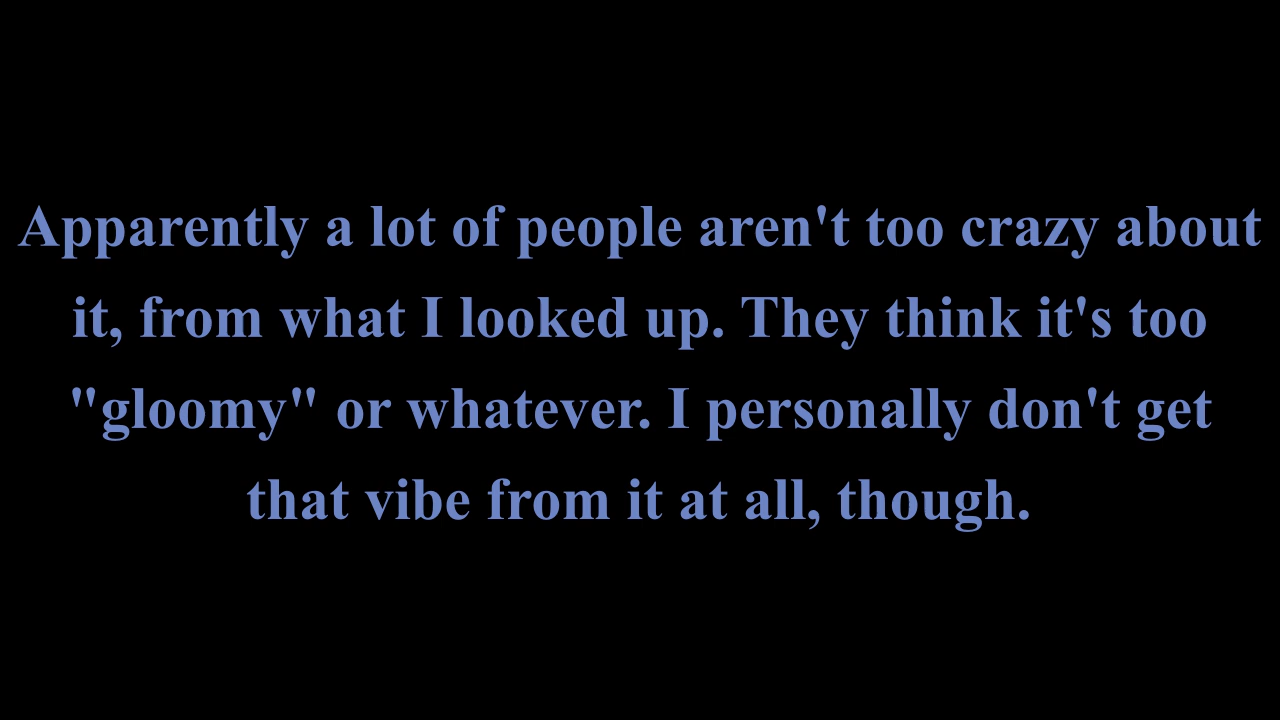 Apparently a lot of people aren't too crazy about
it, from what I looked up. They think it's too
"gloomy" or whatever. I personally don't get
that vibe from it at all, though.